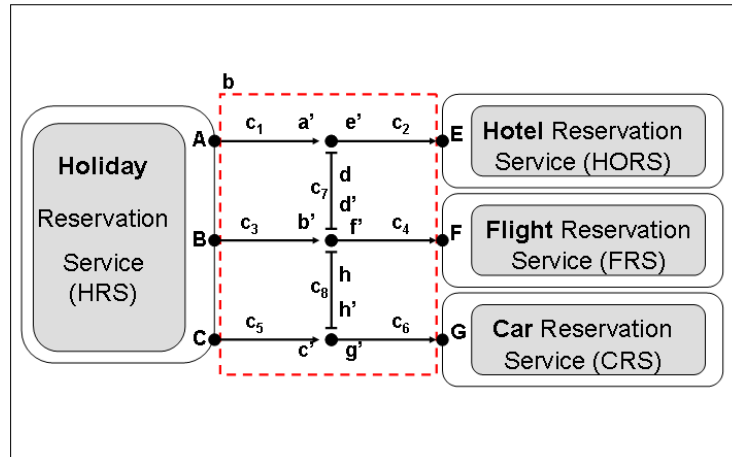 b
A
c1
a’
e’
c2
E
Hotel Reservation
Service (HORS)
Holiday
Reservation
Service
(HRS)
c7
d
d’
B
c3
b’
f’
c4
F
Flight Reservation
Service (FRS)
c8
h
h’
C
c5
c’
g’
c6
G
Car Reservation
Service (CRS)